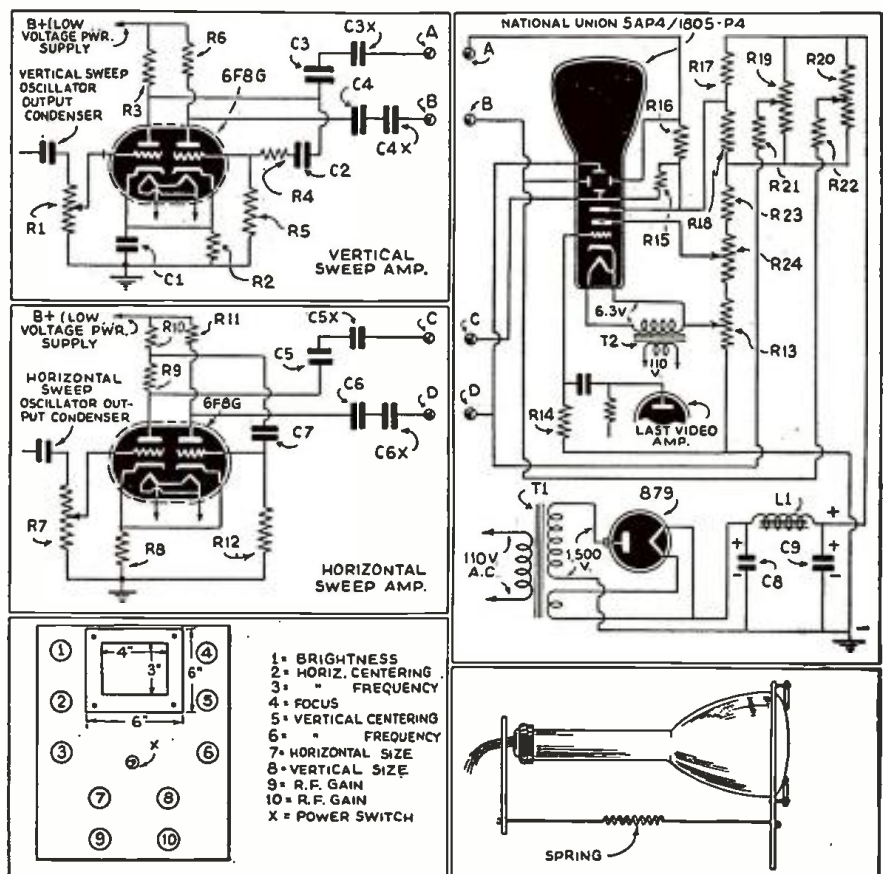 B+(LOW
VOLTAGE PWR.
SUPPLY
R6
C3X
A
C3
VERTICAL SWEEP
OSCILLATOR
OUTPUT
CONDENSER
R3
6F8G
C4
B
C4X
R4
C2
R1
R5
C1
R2
VERTICAL
SWEEP AMP.
B+ (LOW
VOLTAGE PWR.
SUPPLY
R10
R11
C5X
C
C5
R9
HORIZONTAL
SWEEP
OSCILLATOR OUT-
PUT CONDENSER
6F8G
C6
D
C7
C6X
R7
R8
R12
HORIZONTAL
SWEEP AMP.
NATIONAL UNION 5AP4/1805-P4
A
R17
R19
R20
B
R16
R21
R22
R18
R15
R23
R24
C
6.3V.
T2
110
V.
R13
D
R14
LAST VIDEO
AMP.
T1
879
L1
+
+
110V
A.C.
1,500
V.
+
+
C9
C8
-
-
1
4"
3"
6"
4
2
5
6"
3
X
6
7
8
9
10
1= BRIGHTNESS
2= HORIZ. CENTERING
3= " FREQUENCY
4= FOCUS
5= VERTICAL CENTERING
6= " FREQUENCY
7= HORIZONTAL SIZE
8= VERTICAL SIZE
9= R.F. GAIN
10= R.F. GAIN
X = POWER SWITCH
SPRING